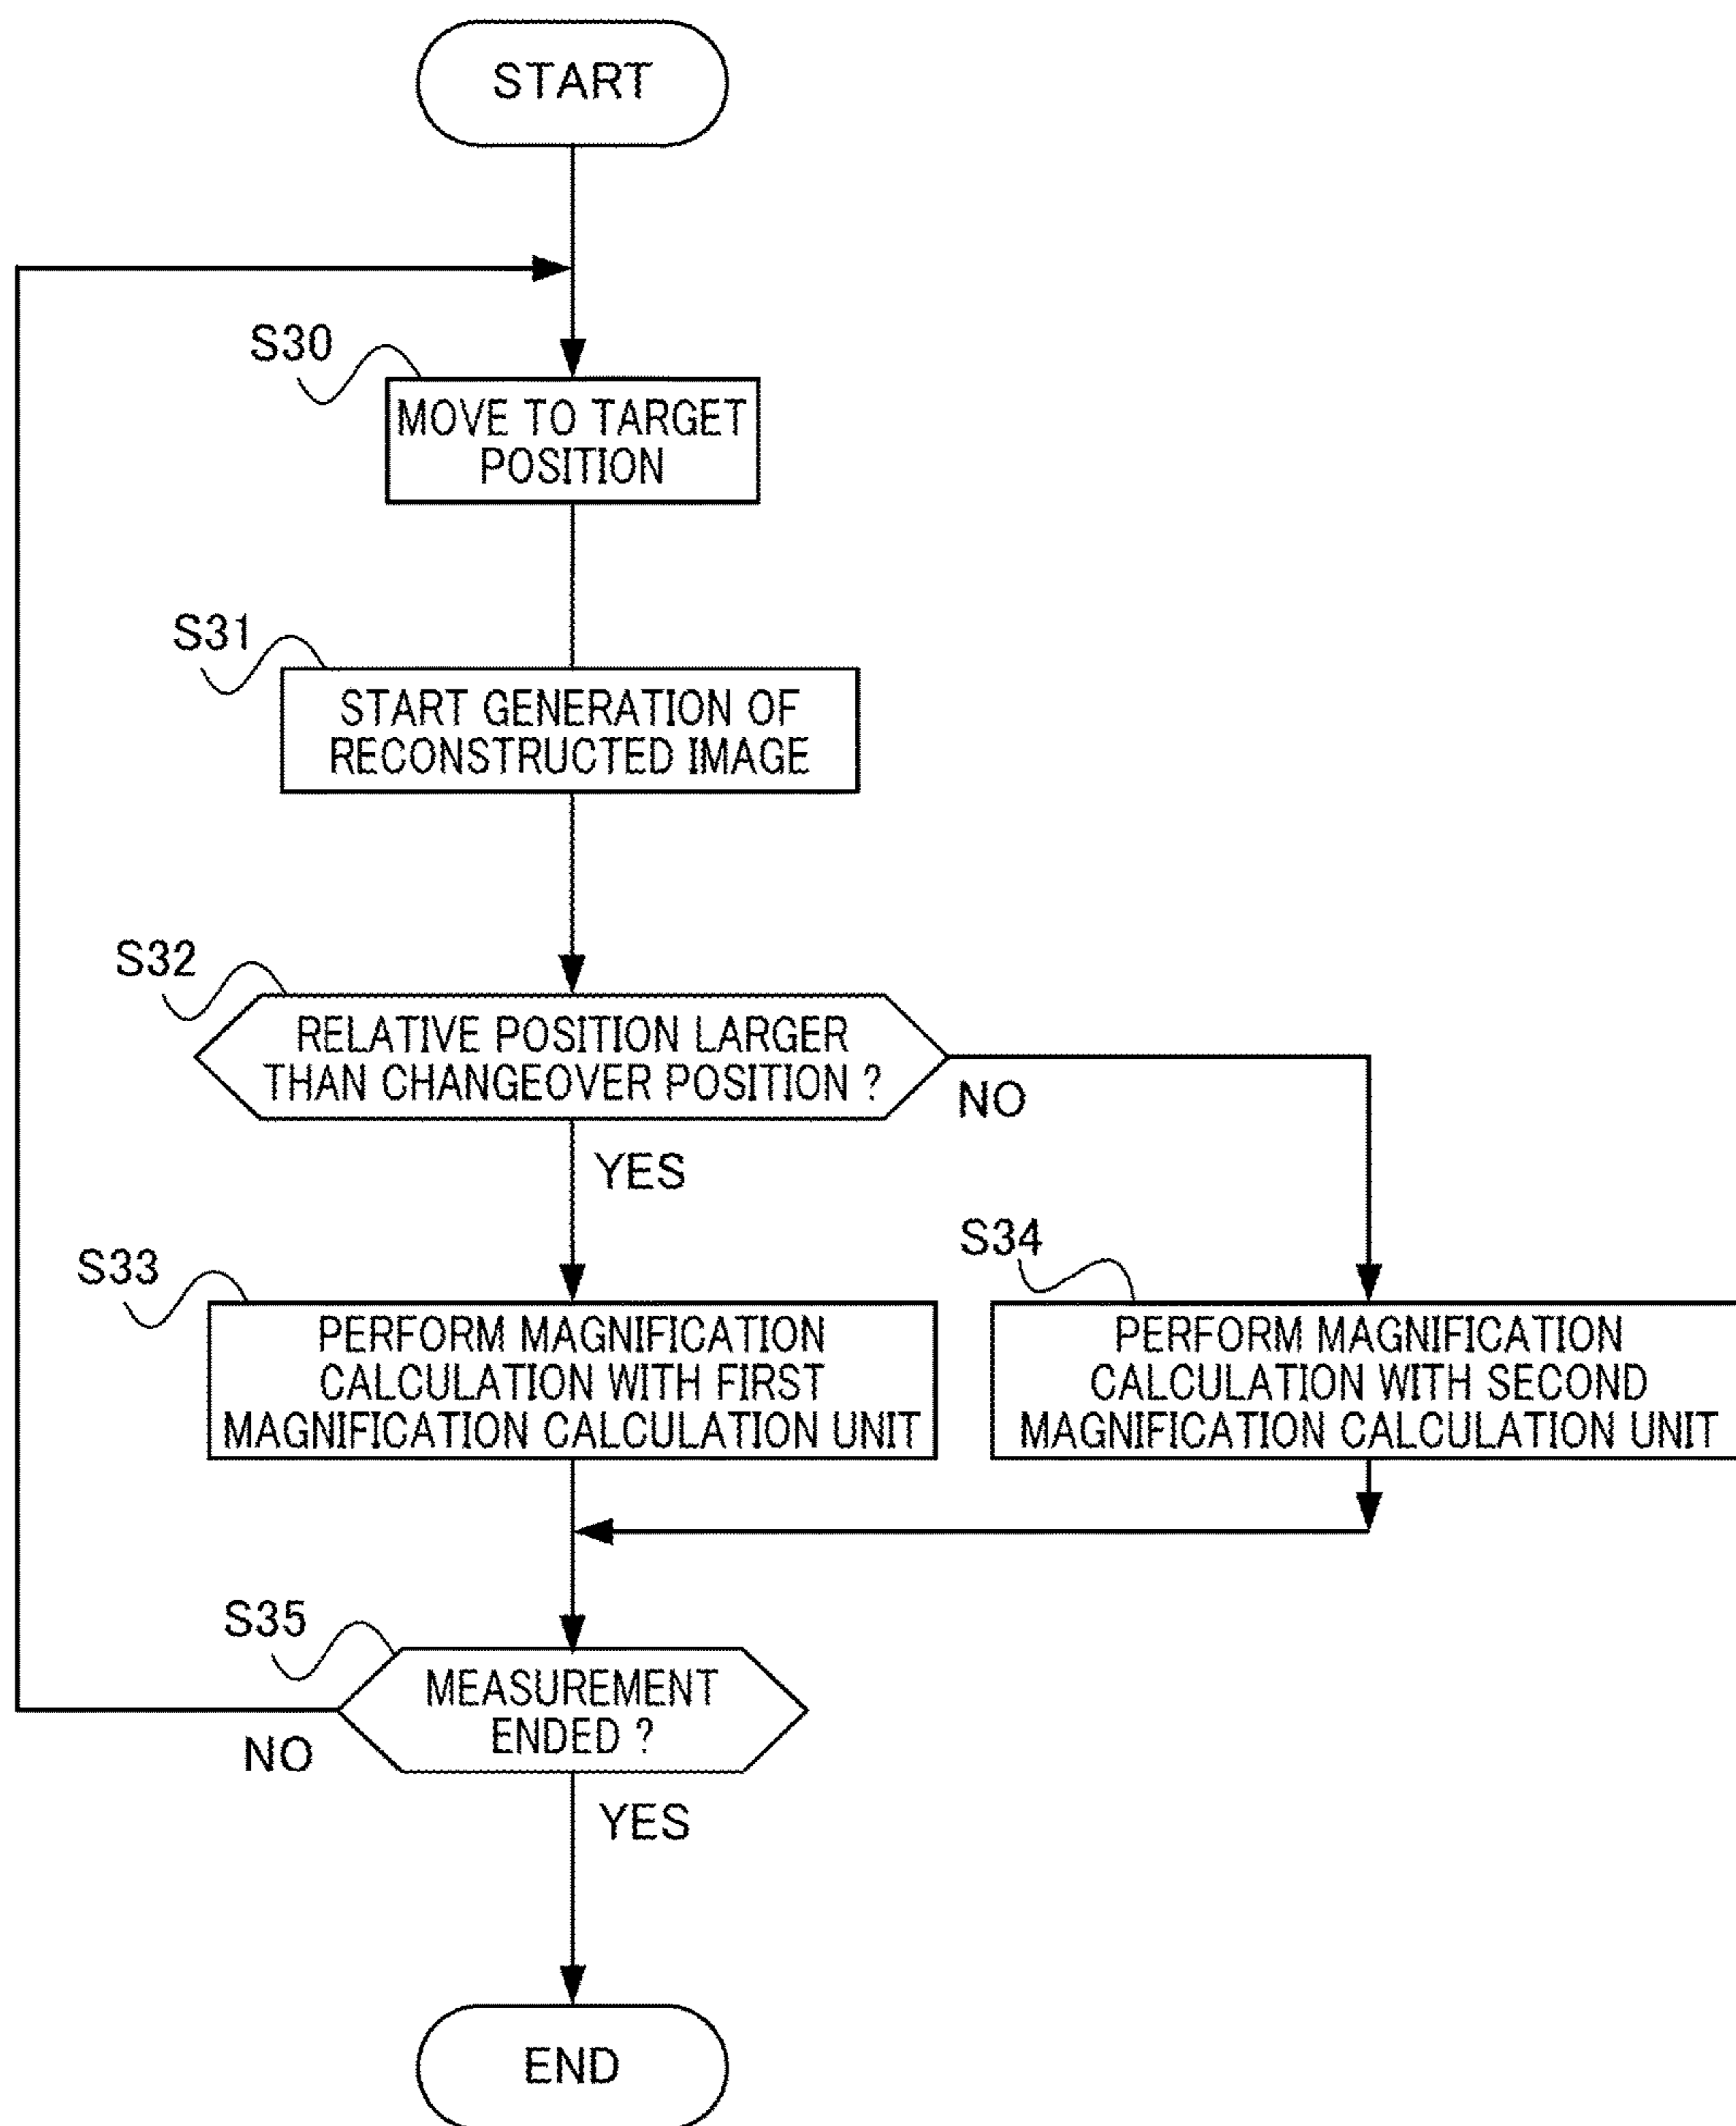 START
S30
MOVE TO TARGET
POSITION
S31
START GENERATION OF
RECONSTRUCTED IMAGE
S32
RELATIVE POSITION LARGER
THAN CHANGEOVER POSITION ?
NO
YES
S33
PERFORM MAGNIFICATION
CALCULATION WITH FIRST
MAGNIFICATION CALCULATION UNIT
S34
PERFORM MAGNIFICATION
CALCULATION WITH SECOND
MAGNIFICATION CALCULATION UNIT
S35
MEASUREMENT
ENDED ?
NO
YES
END